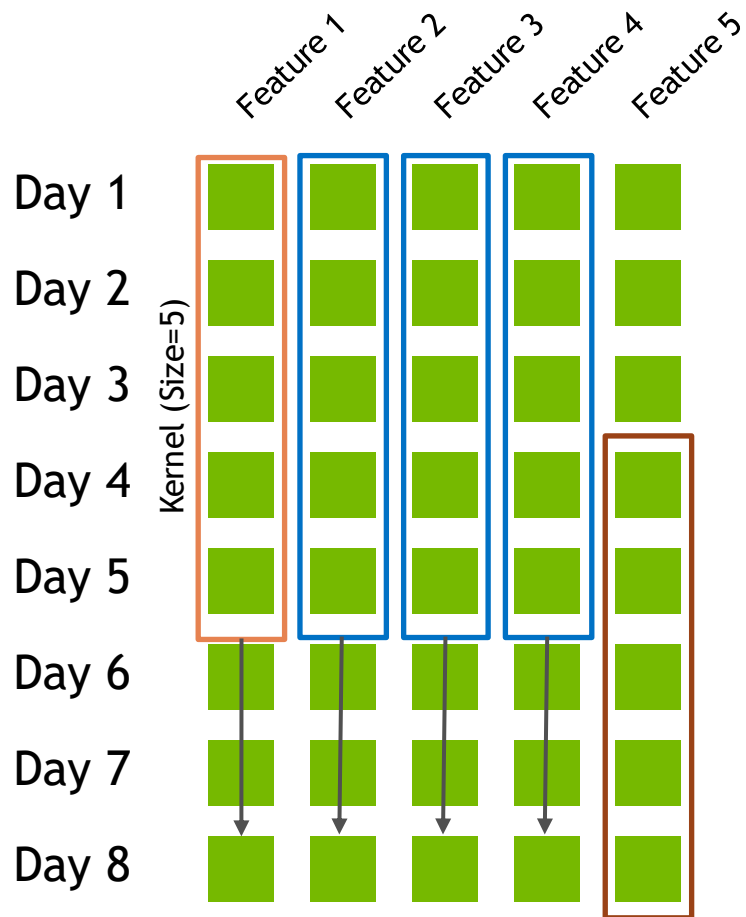 Feature 1
Feature 2
Feature 3
Feature 4
Feature 5
Day 1
Day 2
Day 3
Day 4
Day 5
Day 6
Day 7
Day 8
Kernel (Size=5)